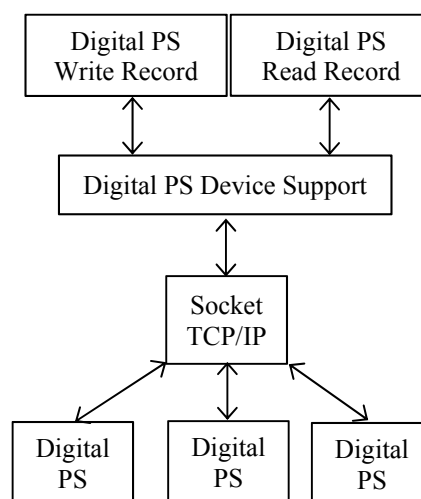 Digital PS
Write Record
Digital PS
Read Record
Digital PS Device Support
Socket
TCP/IP
Digital
PS
Digital
PS
Digital
PS